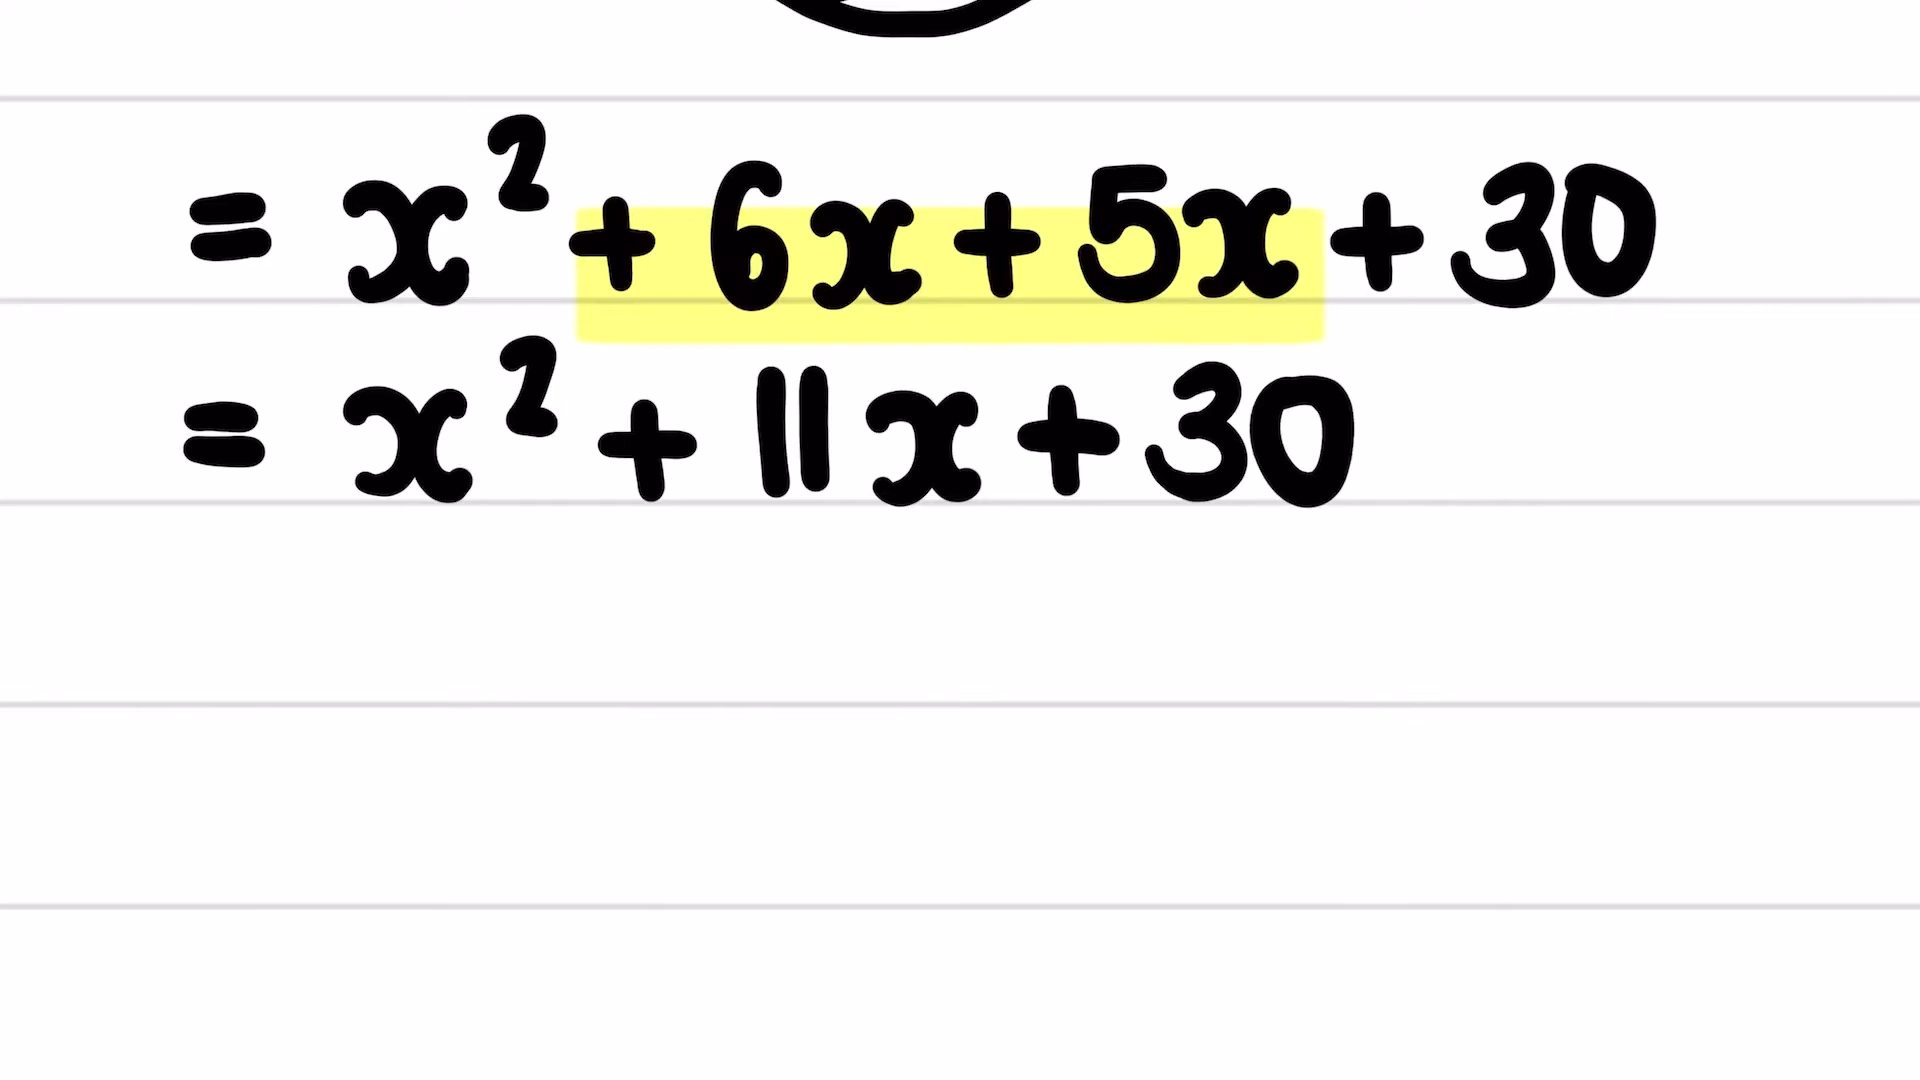 = x² + 6x + 5x + 30
= x² + 11x + 30